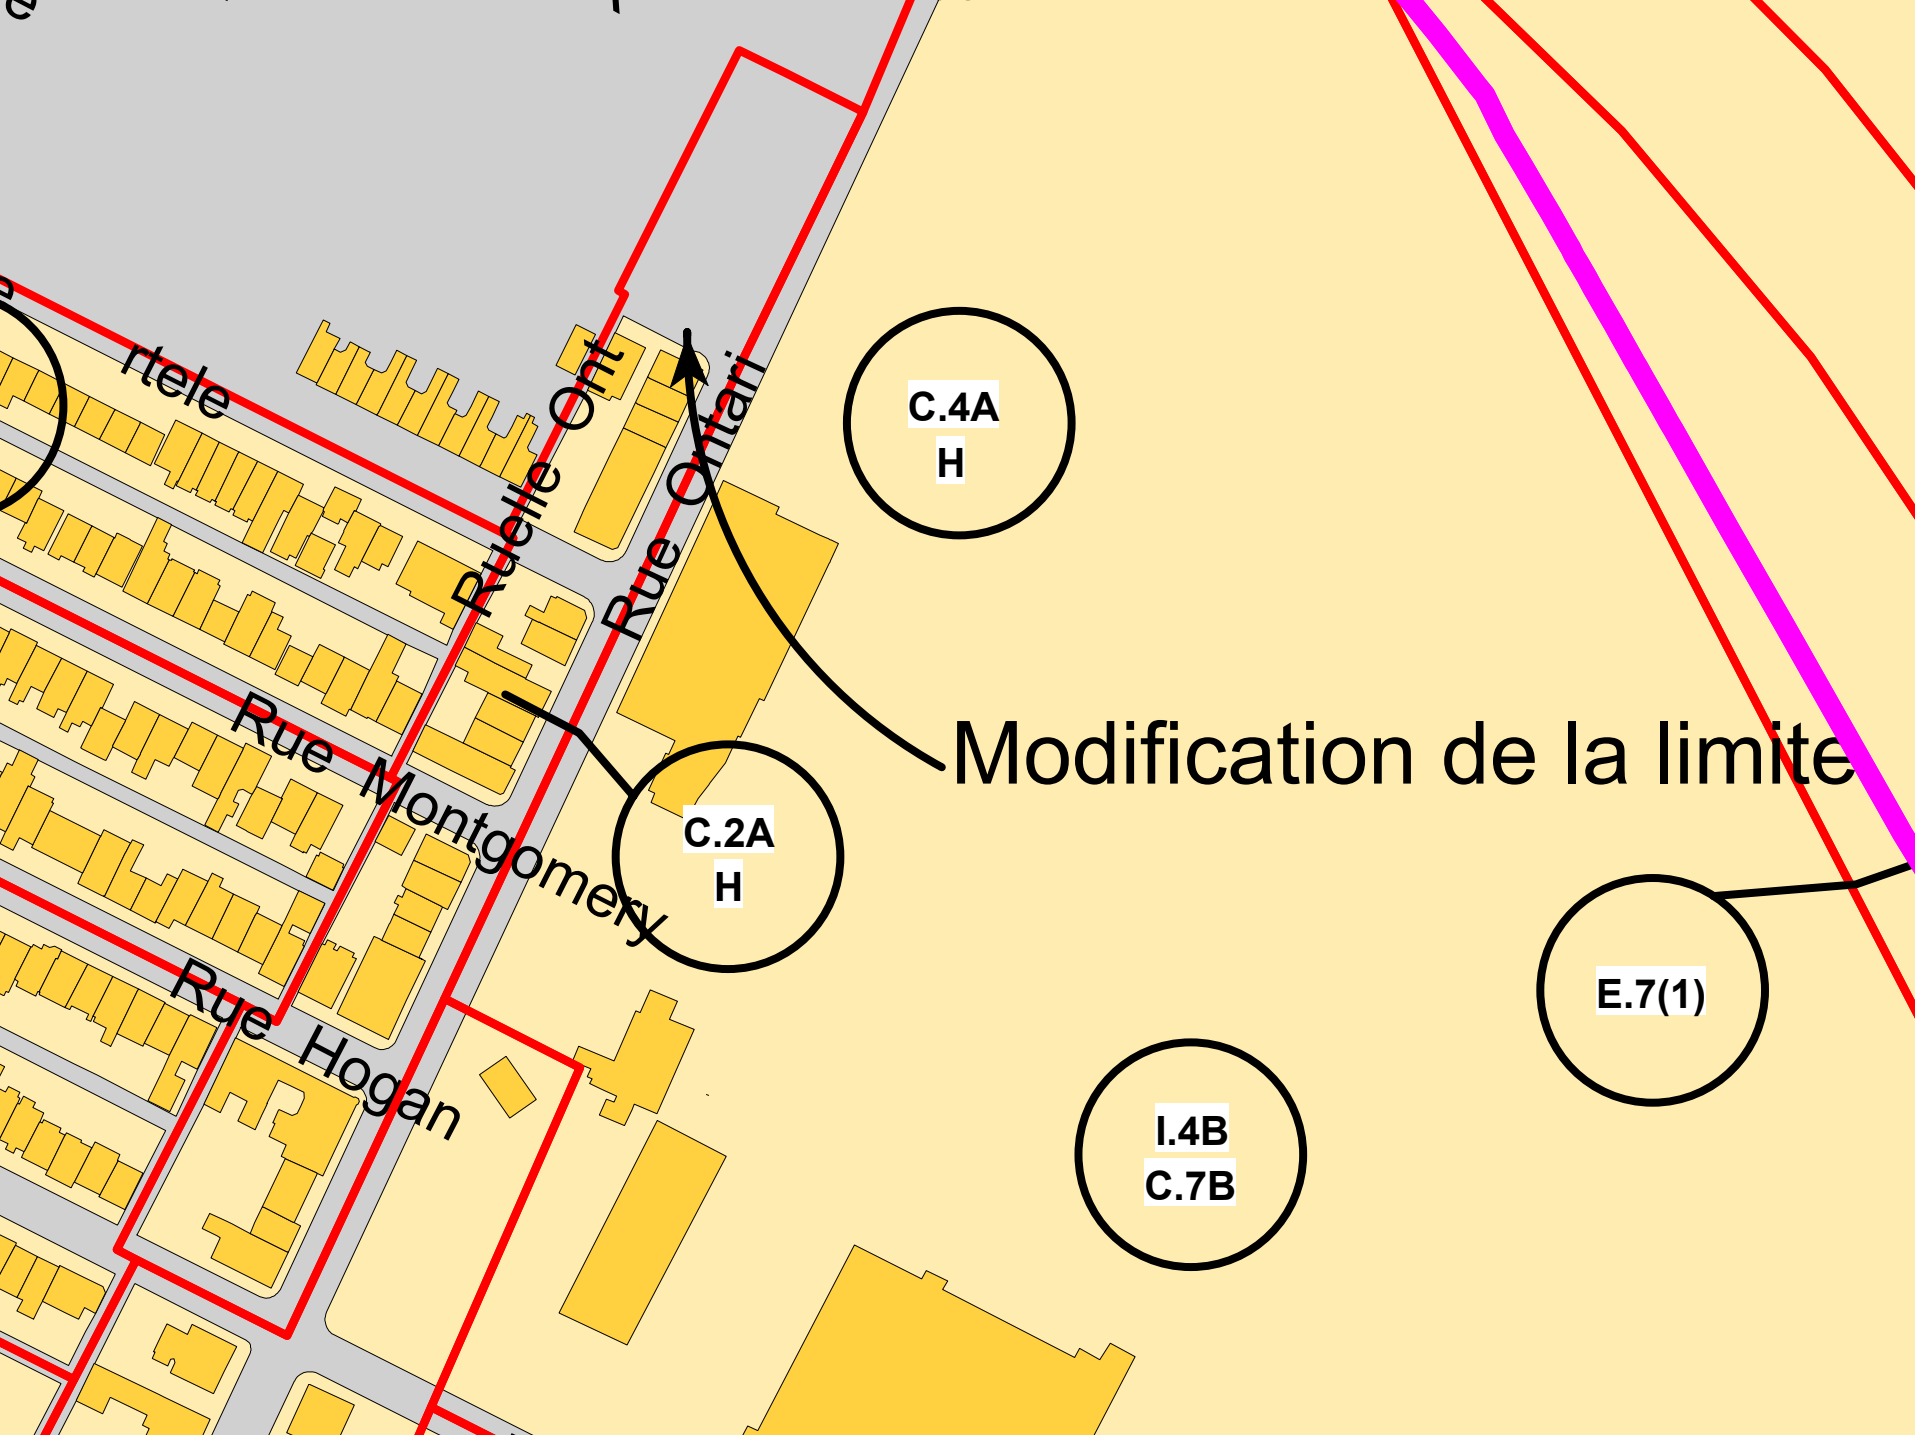 rtele
Ruelle Ont
Rue Ontari
C.4A
H
Rue Montgomery
Modification de la limite
C.2A
H
Rue Hogan
E.7(1)
I.4B
C.7B